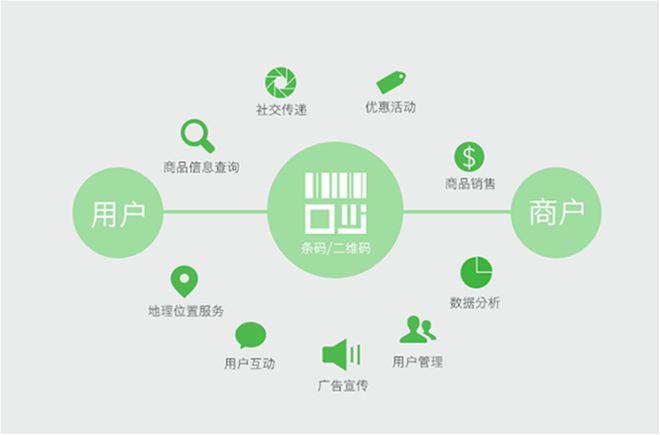 社交传递
优惠活动
商品信息查询
$
商品销售
用户
条码/二维码
商户
地理位置服务
数据分析
用户互动
用户管理
广告宣传